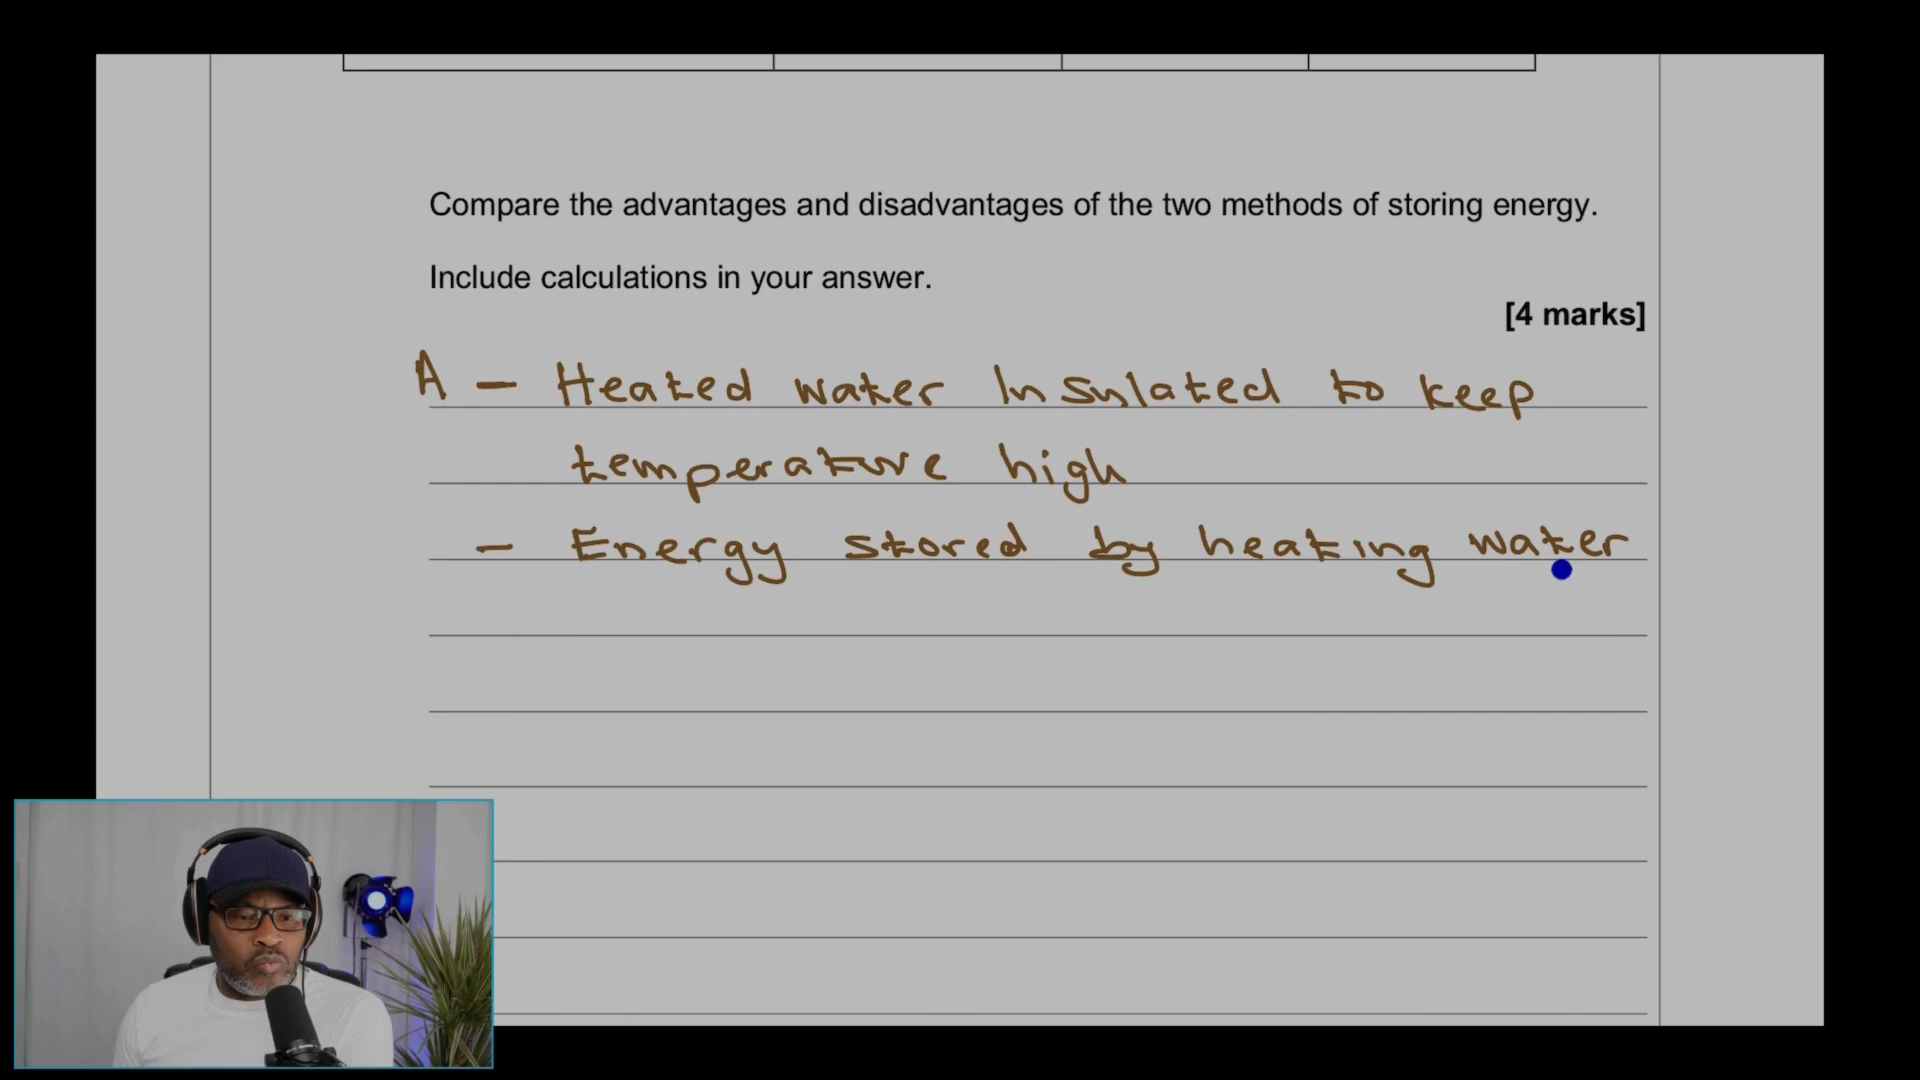 Compare the advantages and disadvantages of the two methods of storing energy.
Include calculations in your answer.
[4 marks]
A - Heated water Insulated to keep
temperature high
- Energy stored by heating water